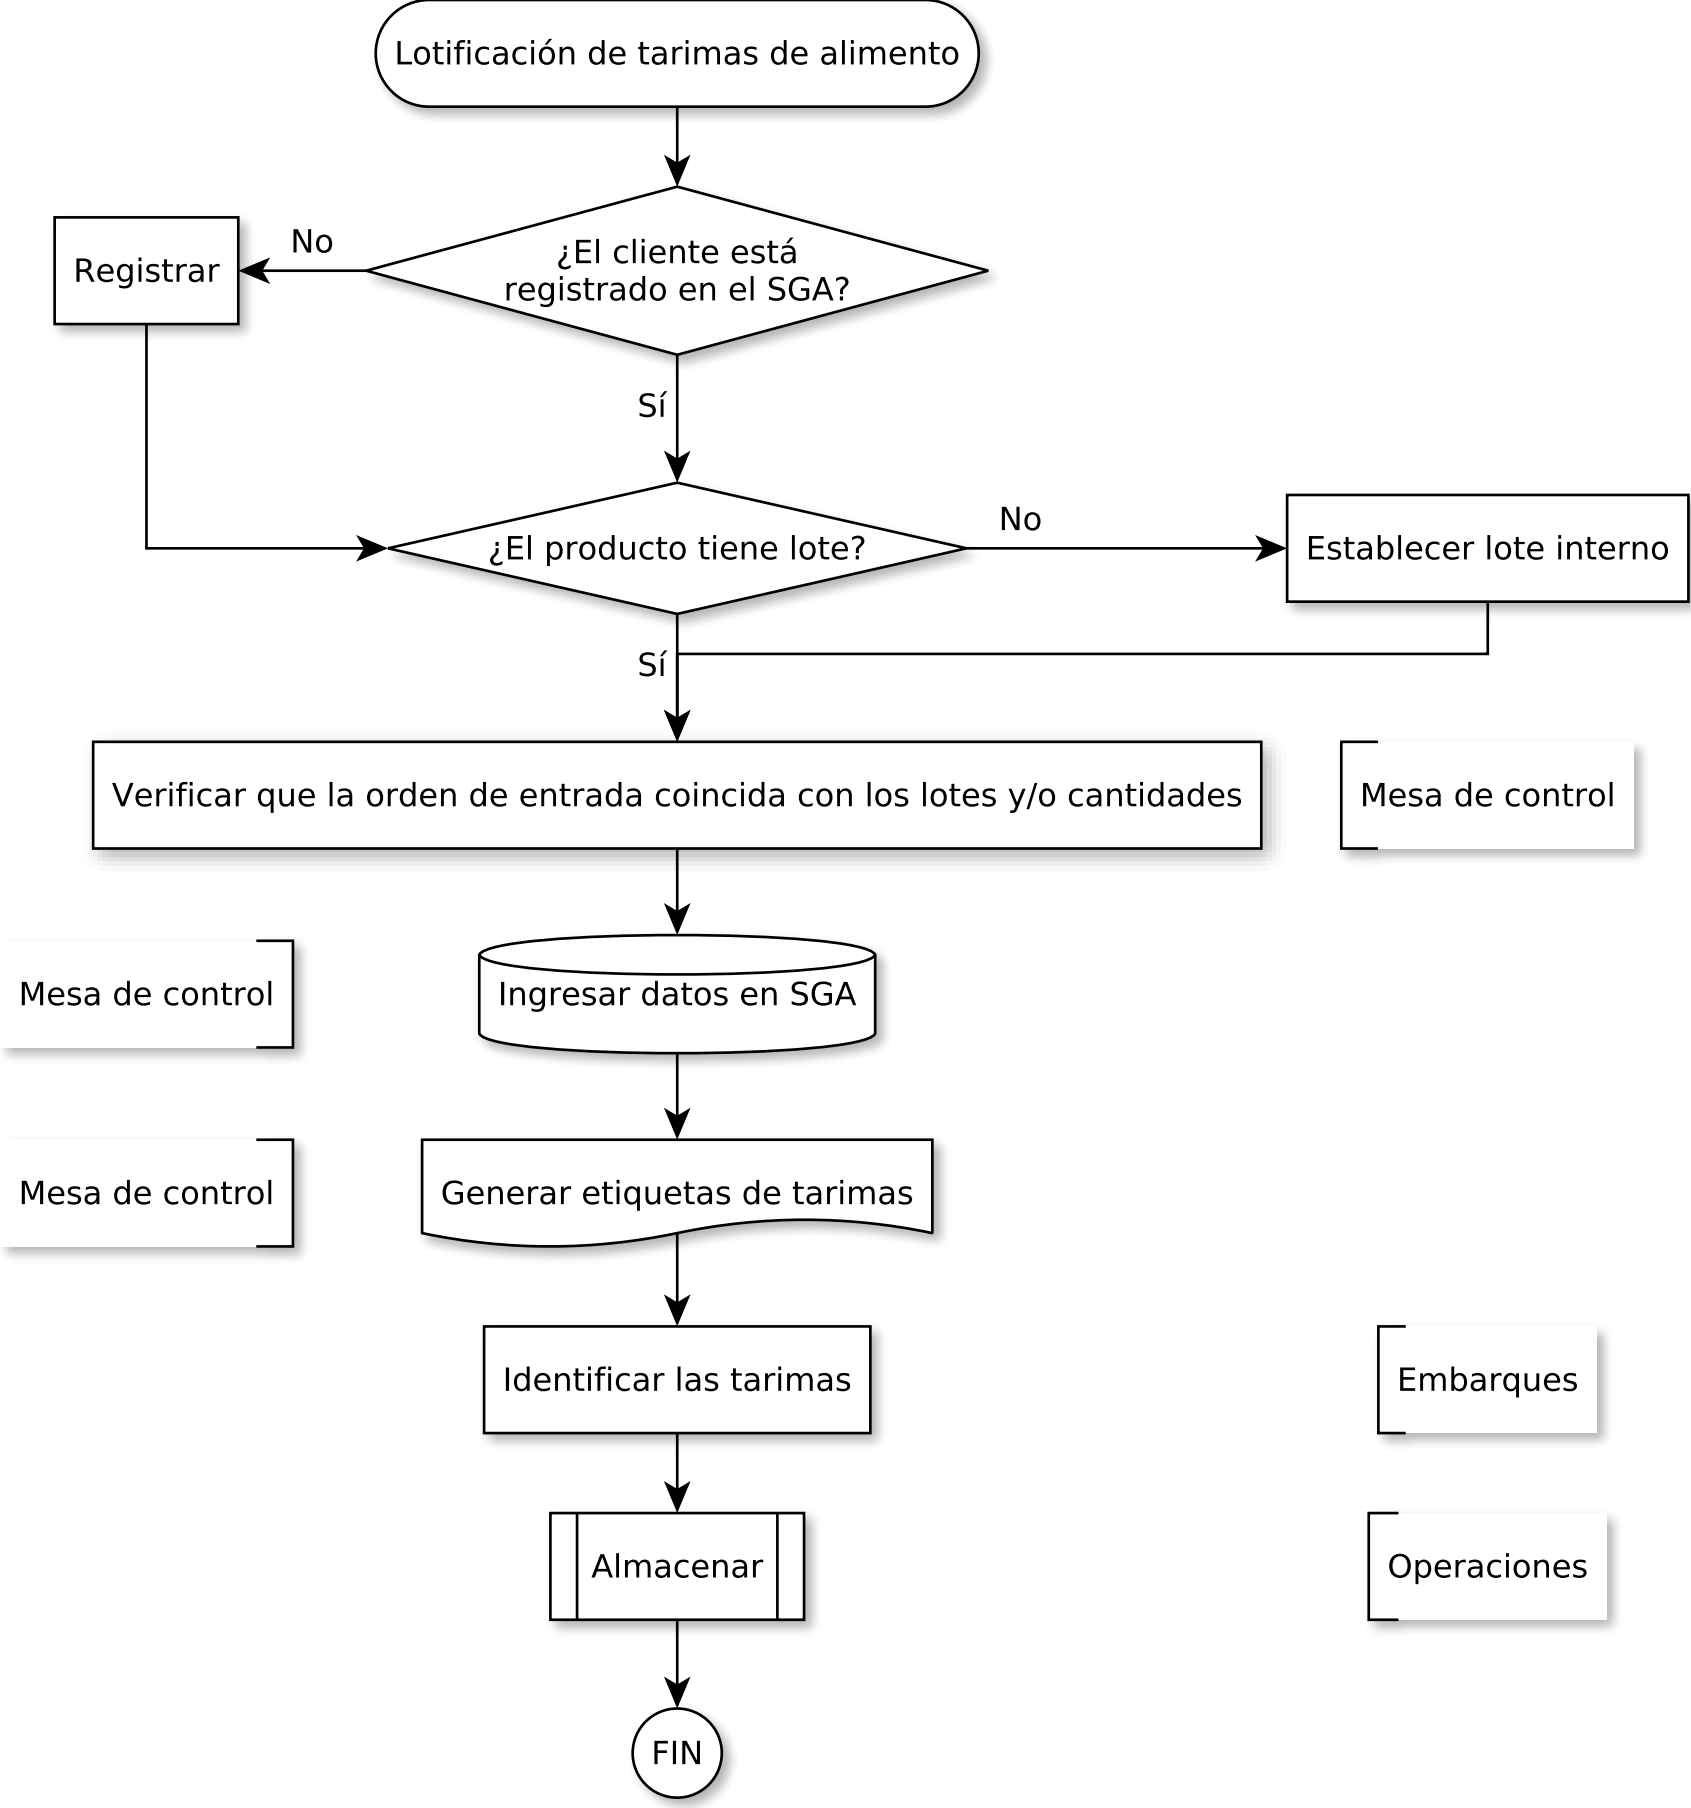 Lotificación de tarimas de alimento
¿El cliente está
registrado en el SGA?
No
Registrar
Sí
¿El producto tiene lote?
No
Establecer lote interno
Sí
Verificar que la orden de entrada coincida con los lotes y/o cantidades
Mesa de control
Mesa de control
Ingresar datos en SGA
Mesa de control
Generar etiquetas de tarimas
Identificar las tarimas
Embarques
Almacenar
Operaciones
FIN